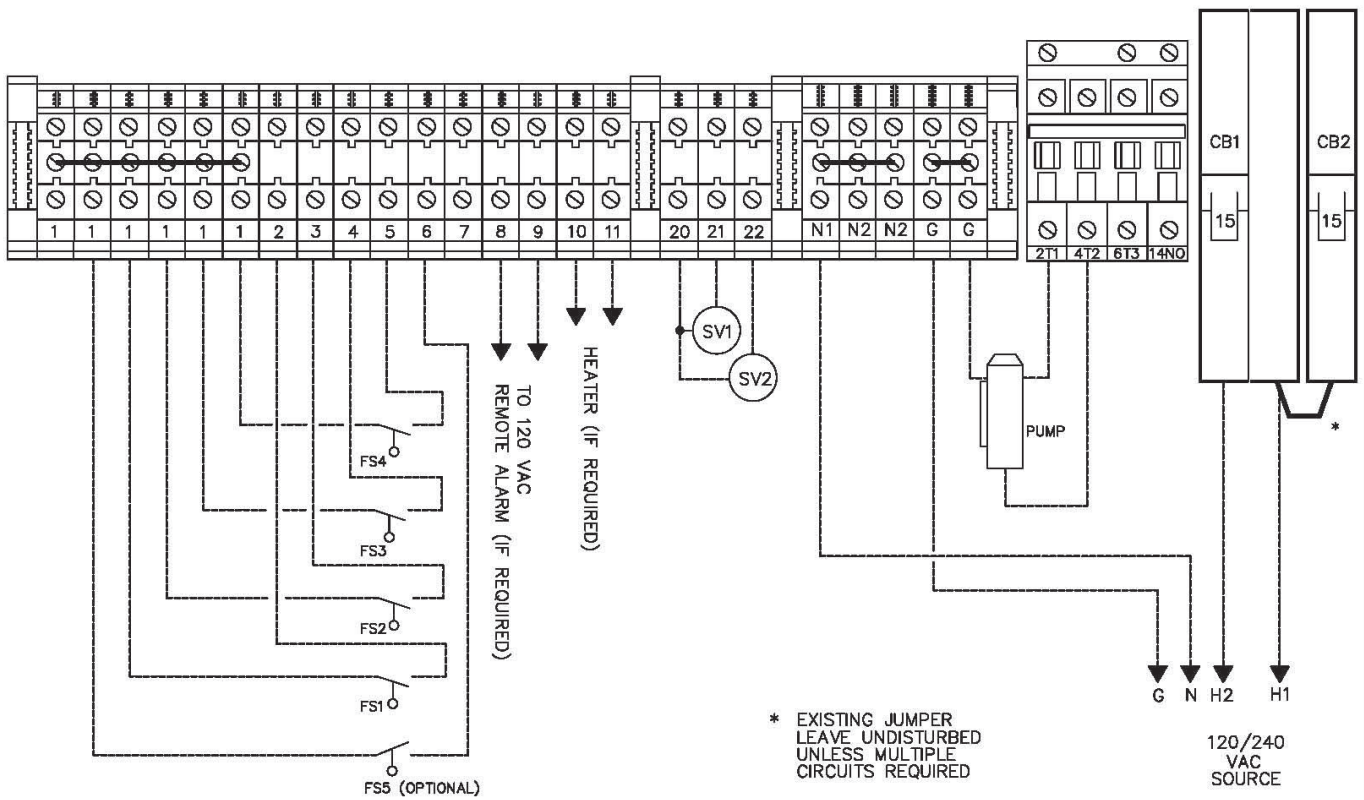 CB1
CB2
15
15
1 1 1 1 1 1 2 3 4 5 6 7 8 9 10 11 20 21 22 N1 N2 N2 G G
2T1 4T2 6T3 14NO
SV1
SV2
HEATER (IF REQUIRED)
TO 120 VAC
REMOTE ALARM (IF REQUIRED)
PUMP
*
FS4
FS3
FS2
FS1
FS5 (OPTIONAL)
G N H2 H1
* EXISTING JUMPER
LEAVE UNDISTURBED
UNLESS MULTIPLE
CIRCUITS REQUIRED
120/240
VAC
SOURCE